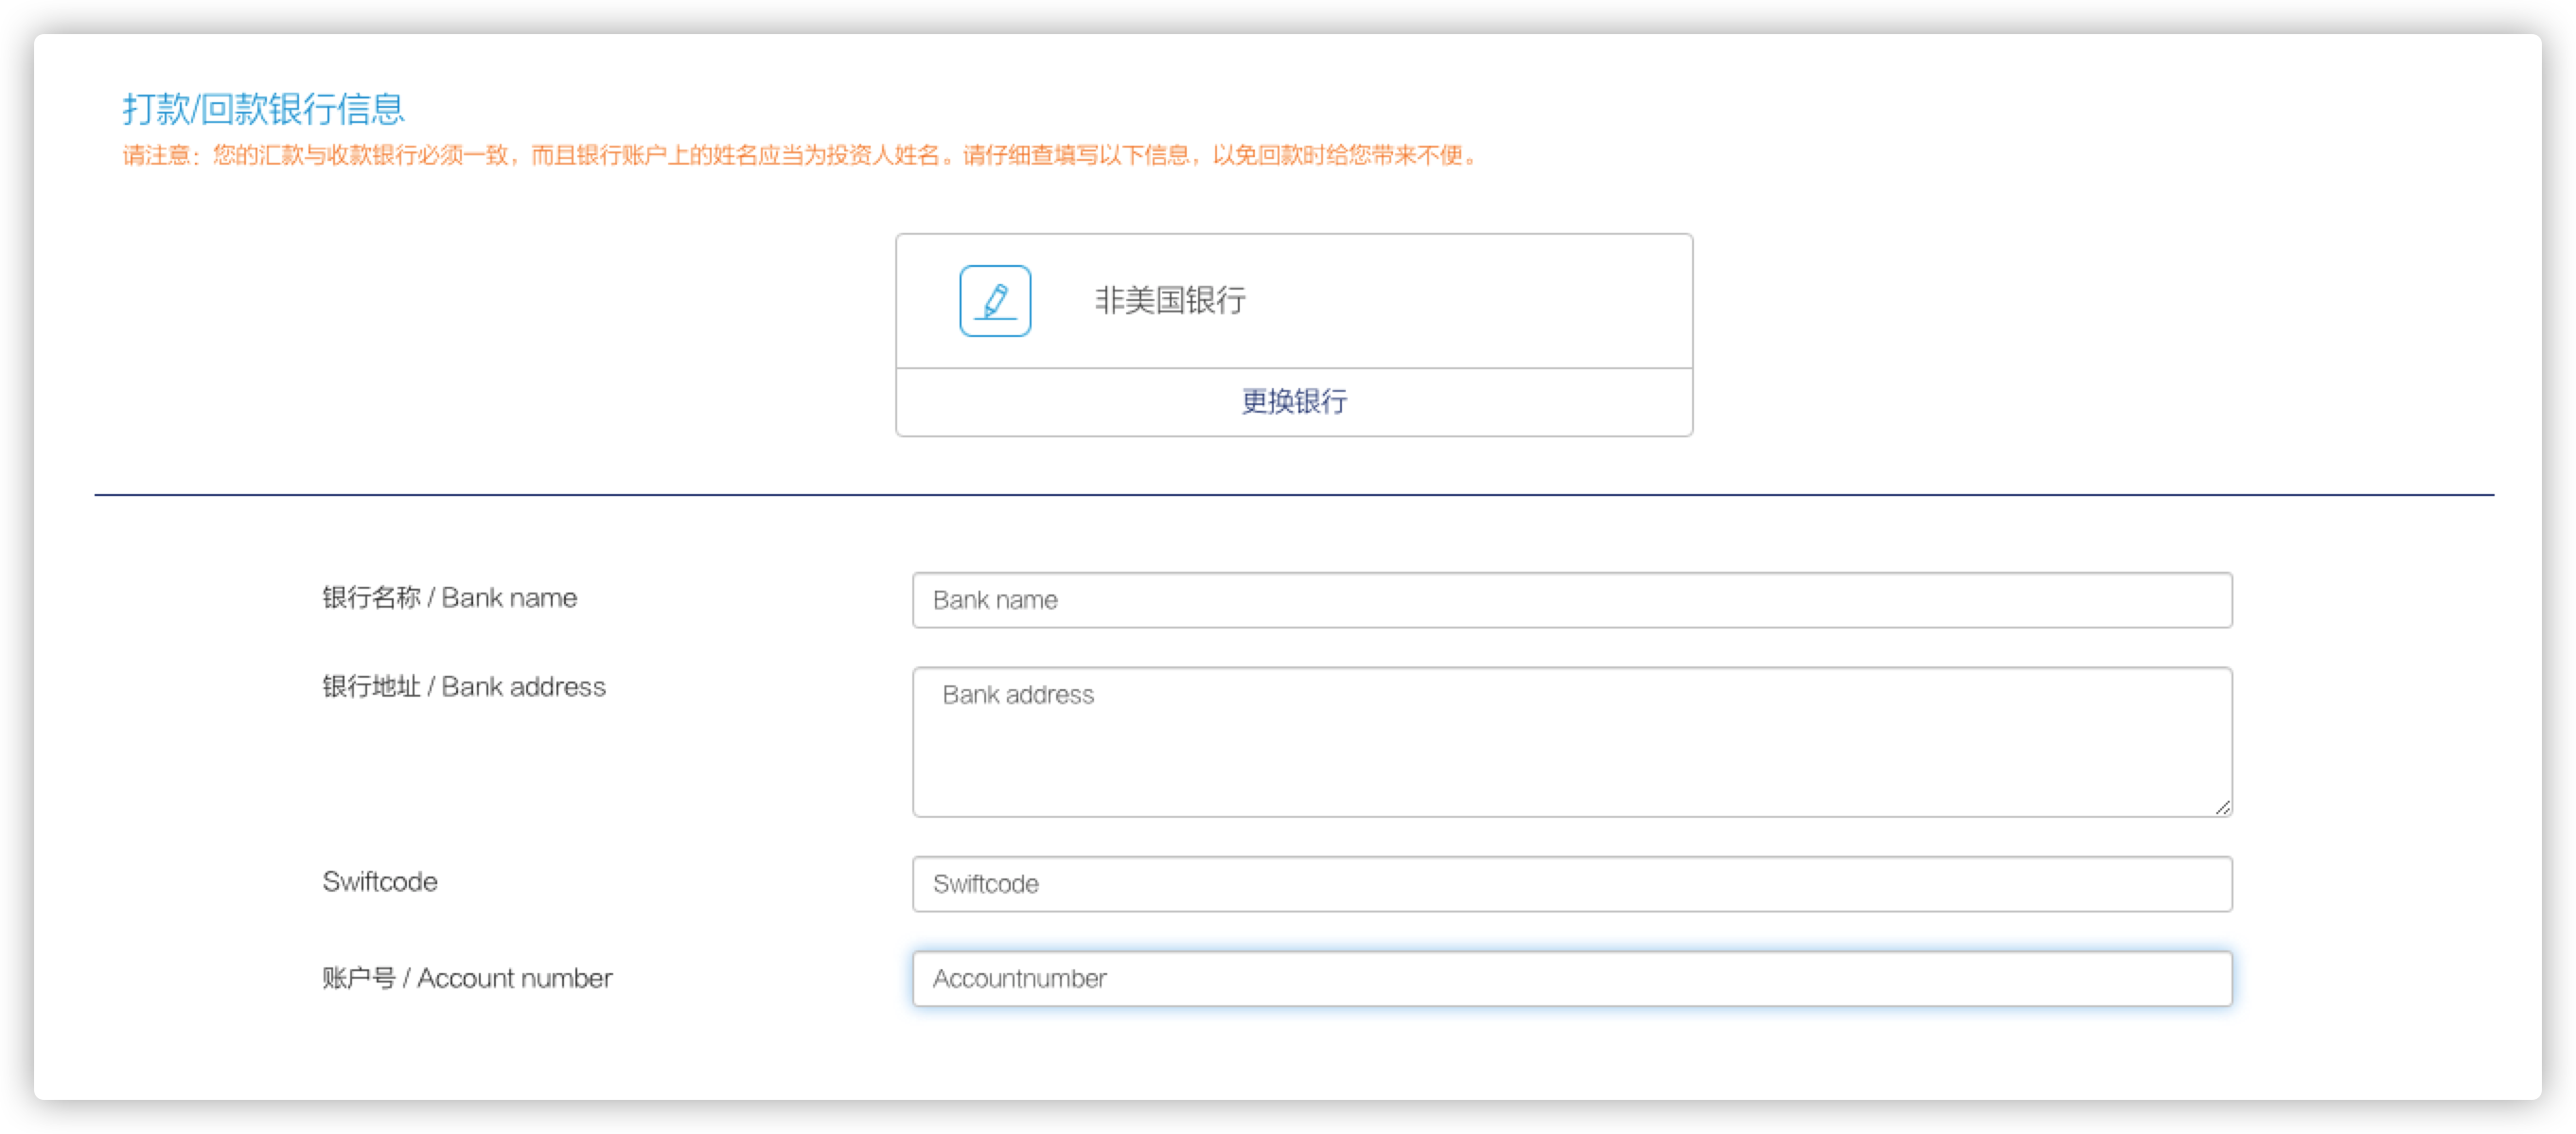 打款/回款银行信息
请注意：您的汇款与收款银行必须一致，而且银行账户上的姓名应当为投资人姓名。请仔细查填写以下信息，以免回款时给您带来不便。
非美国银行
更换银行
银行名称 / Bank name
Bank name
银行地址 / Bank address
Bank address
Swiftcode
Swiftcode
账户号 / Account number
Accountnumber